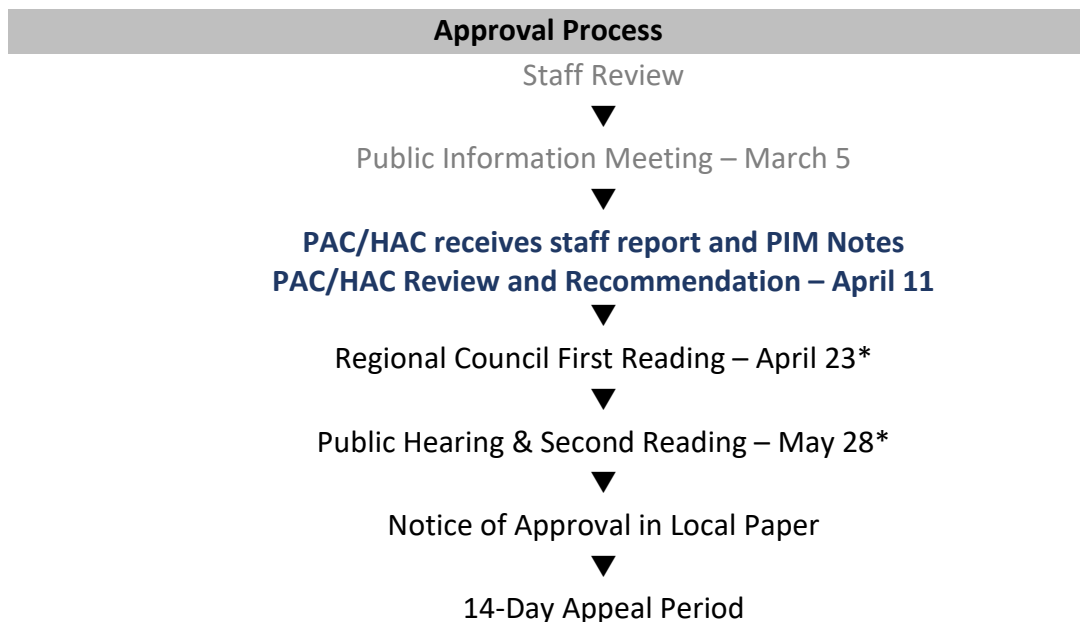 Approval Process
Staff Review
Public Information Meeting – March 5
PAC/HAC receives staff report and PIM Notes
PAC/HAC Review and Recommendation – April 11
Regional Council First Reading – April 23*
Public Hearing & Second Reading – May 28*
Notice of Approval in Local Paper
14-Day Appeal Period